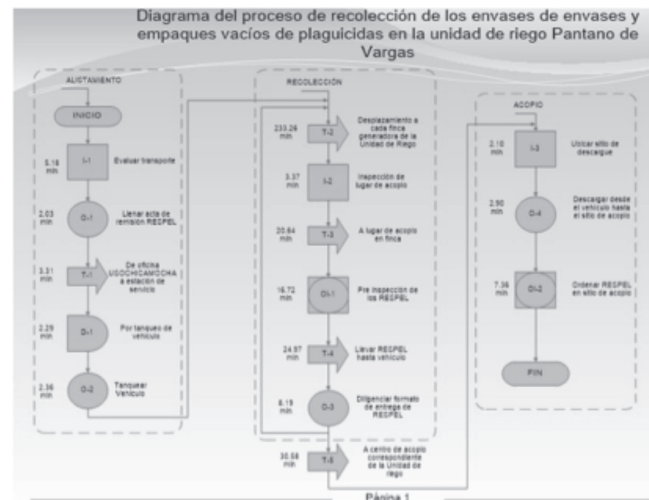 Diagrama del proceso de recolección de los envases de envases y
empaques vacíos de plaguicidas en la unidad de riego Pantano de
Vargas
ALISTAMIENTO
INICIO
5.18
min
I-1
Evaluar transporte
2.03
min
O-1
Llenar acta de
remisión RESPEL
3.31
min
T-1
De oficina
USOCHICAMOCHA
a estación de
servicio
2.29
min
D-1
Por tanqueo de
vehículo
2.36
min
O-2
Tanquear
Vehículo
RECOLECCIÓN
233.26
min
T-2
Desplazamiento a
cada finca
generadora de la
Unidad de Riego
3.37
min
I-2
Inspección de
lugar de acopio
20.64
min
T-3
A lugar de acopio
en finca
16.72
min
OI-1
Pre inspección de
los RESPEL
24.97
min
T-4
Llevar RESPEL
hasta vehículo
8.19
min
O-3
Diligenciar formato
de entrega de
RESPEL
30.58
min
T-5
A centro de acopio
correspondiente
de la Unidad de
riego
ACOPIO
2.10
min
I-3
Ubicar sitio de
descargue
2.90
min
O-4
Descargar desde
el vehículo hasta
el sitio de acopio
7.36
min
OI-2
Ordenar RESPEL
en sitio de acopio
FIN
Página 1